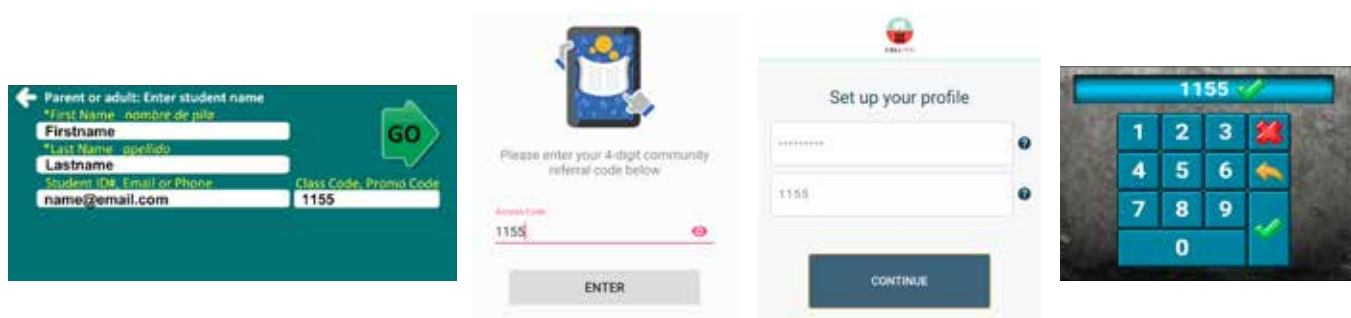 Parent or adult: Enter student name
*First Name nombre de pila
Firstname
GO
*Last Name apellido
Lastname
Student ID#, Email or Phone Class Code, Promo Code
name@email.com 1155
Please enter your 4-digit community
referral code below
Access Code
1155
ENTER
Set up your profile
1155
CONTINUE
1155
1 2 3
4 5 6
7 8 9
0